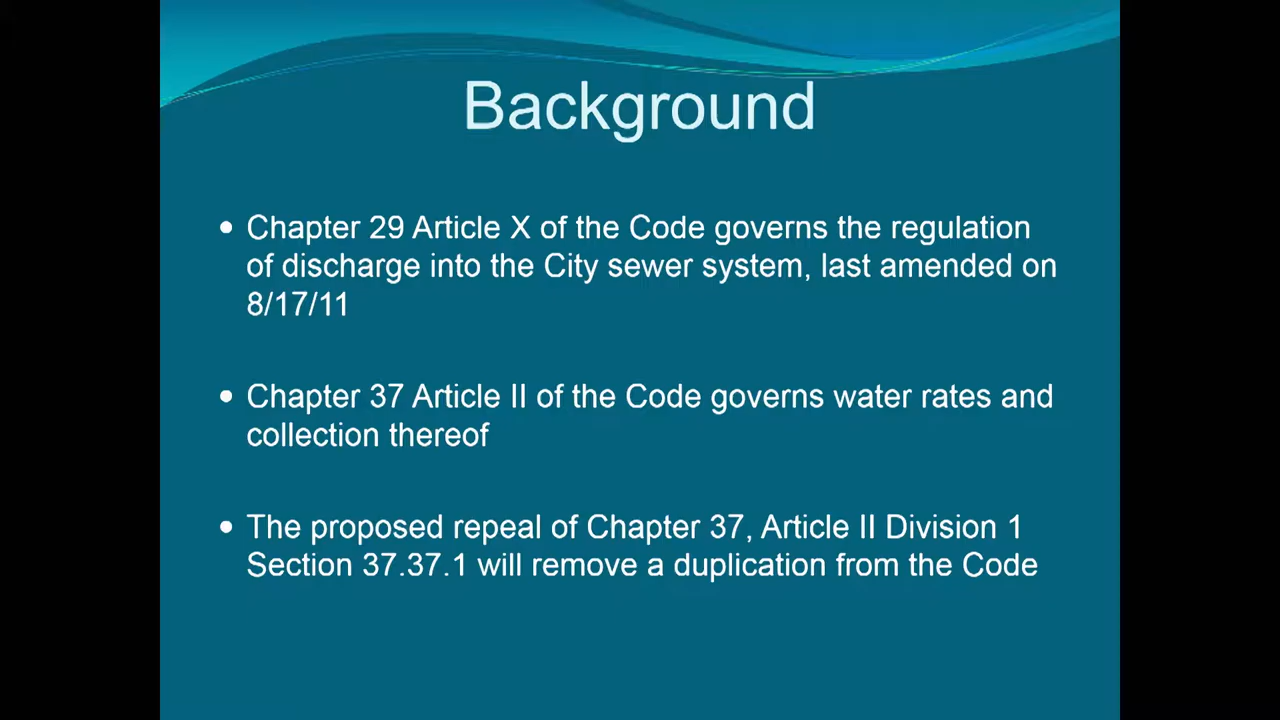 Background
• Chapter 29 Article X of the Code governs the regulation
of discharge into the City sewer system, last amended on
8/17/11
• Chapter 37 Article II of the Code governs water rates and
collection thereof
• The proposed repeal of Chapter 37, Article II Division 1
Section 37.37.1 will remove a duplication from the Code